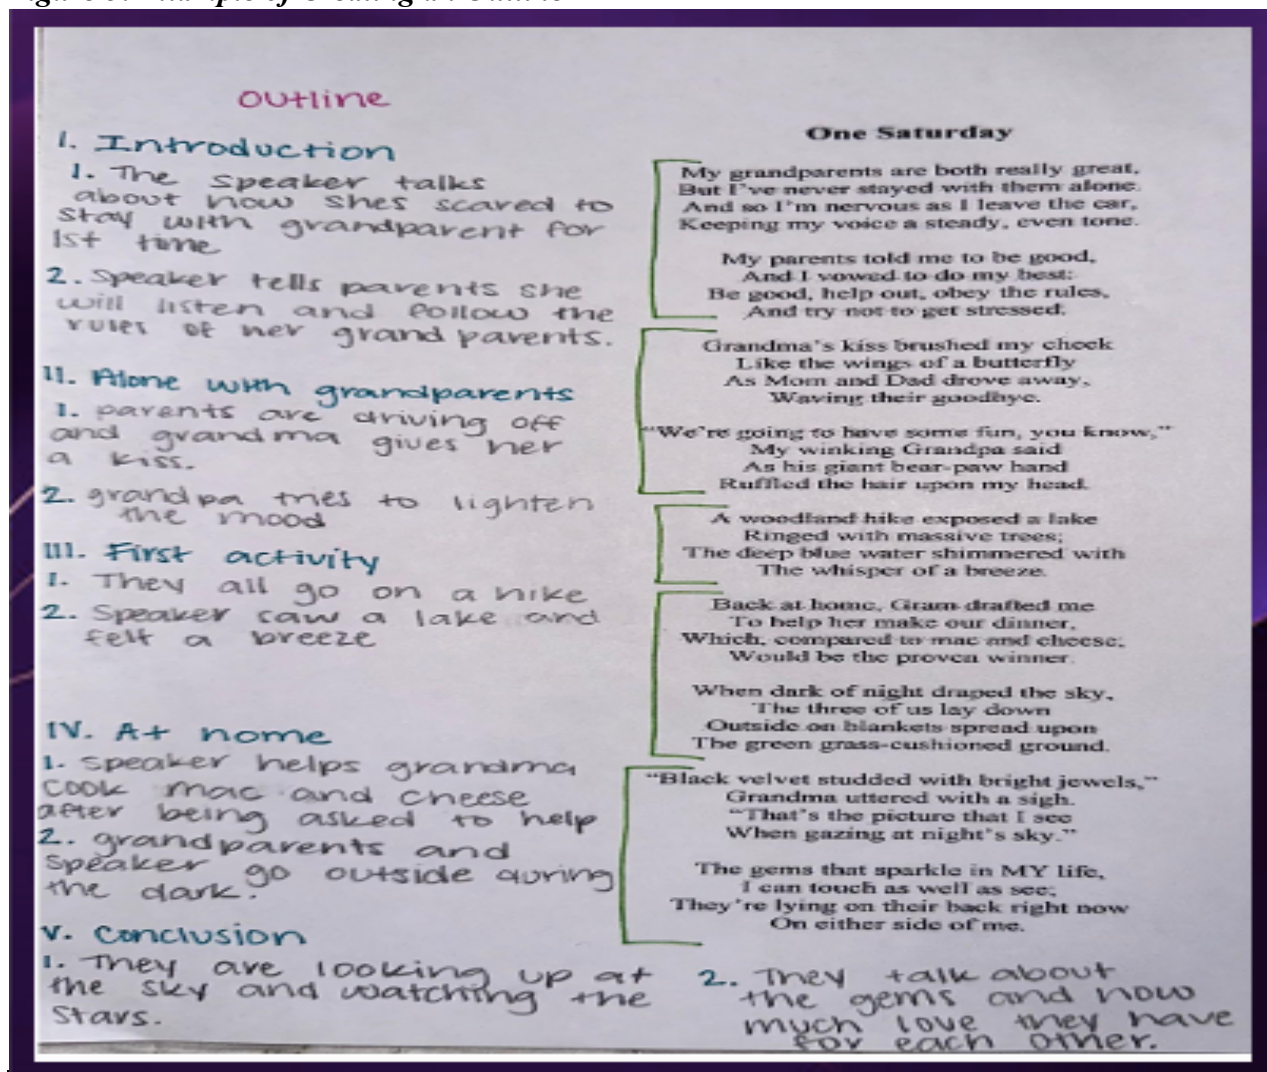 Outline
I. Introduction
1. The speaker talks
about how shes scared to
stay with grandparent for
1st time
2. Speaker tells parents she
will listen and follow the
rules of her grand parents.
II. Alone with grandparents
1. parents are driving off
and grandma gives her
a kiss.
2. grandpa tries to lighten
the mood
III. First activity
1. They all go on a hike
2. Speaker saw a lake and
felt a breeze
IV. At home
1. Speaker helps grandma
cook mac and cheese
after being asked to help
2. grandparents and
speaker go outside during
the dark.
V. Conclusion
1. They are looking up at
the sky and watching the
stars.
2. They talk about
the gems and how
much love they have
for each other.
One Saturday
My grandparents are both really great,
But I've never stayed with them alone.
And so I'm nervous as I leave the car,
Keeping my voice a steady, even tone.
My parents told me to be good,
And I vowed to do my best;
Be good, help out, obey the rules,
And try not to get stressed.
Grandma's kiss brushed my cheek
Like the wings of a butterfly
As Mom and Dad drove away,
Waving their goodbye.
"We're going to have some fun, you know,"
My winking Grandpa said
As his giant bear-paw hand
Ruffled the hair upon my head.
A woodland hike exposed a lake
Ringed with massive trees;
The deep blue water shimmered with
The whisper of a breeze.
Back at home, Gram drafted me
To help her make our dinner,
Which, compared to mac and cheese,
Would be the proven winner.
When dark of night draped the sky,
The three of us lay down
Outside on blankets spread upon
The green grass-cushioned ground.
"Black velvet studded with bright jewels,"
Grandma uttered with a sigh.
"That's the picture that I see
When gazing at night's sky."
The gems that sparkle in MY life,
I can touch as well as see;
They're lying on their back right now
On either side of me.